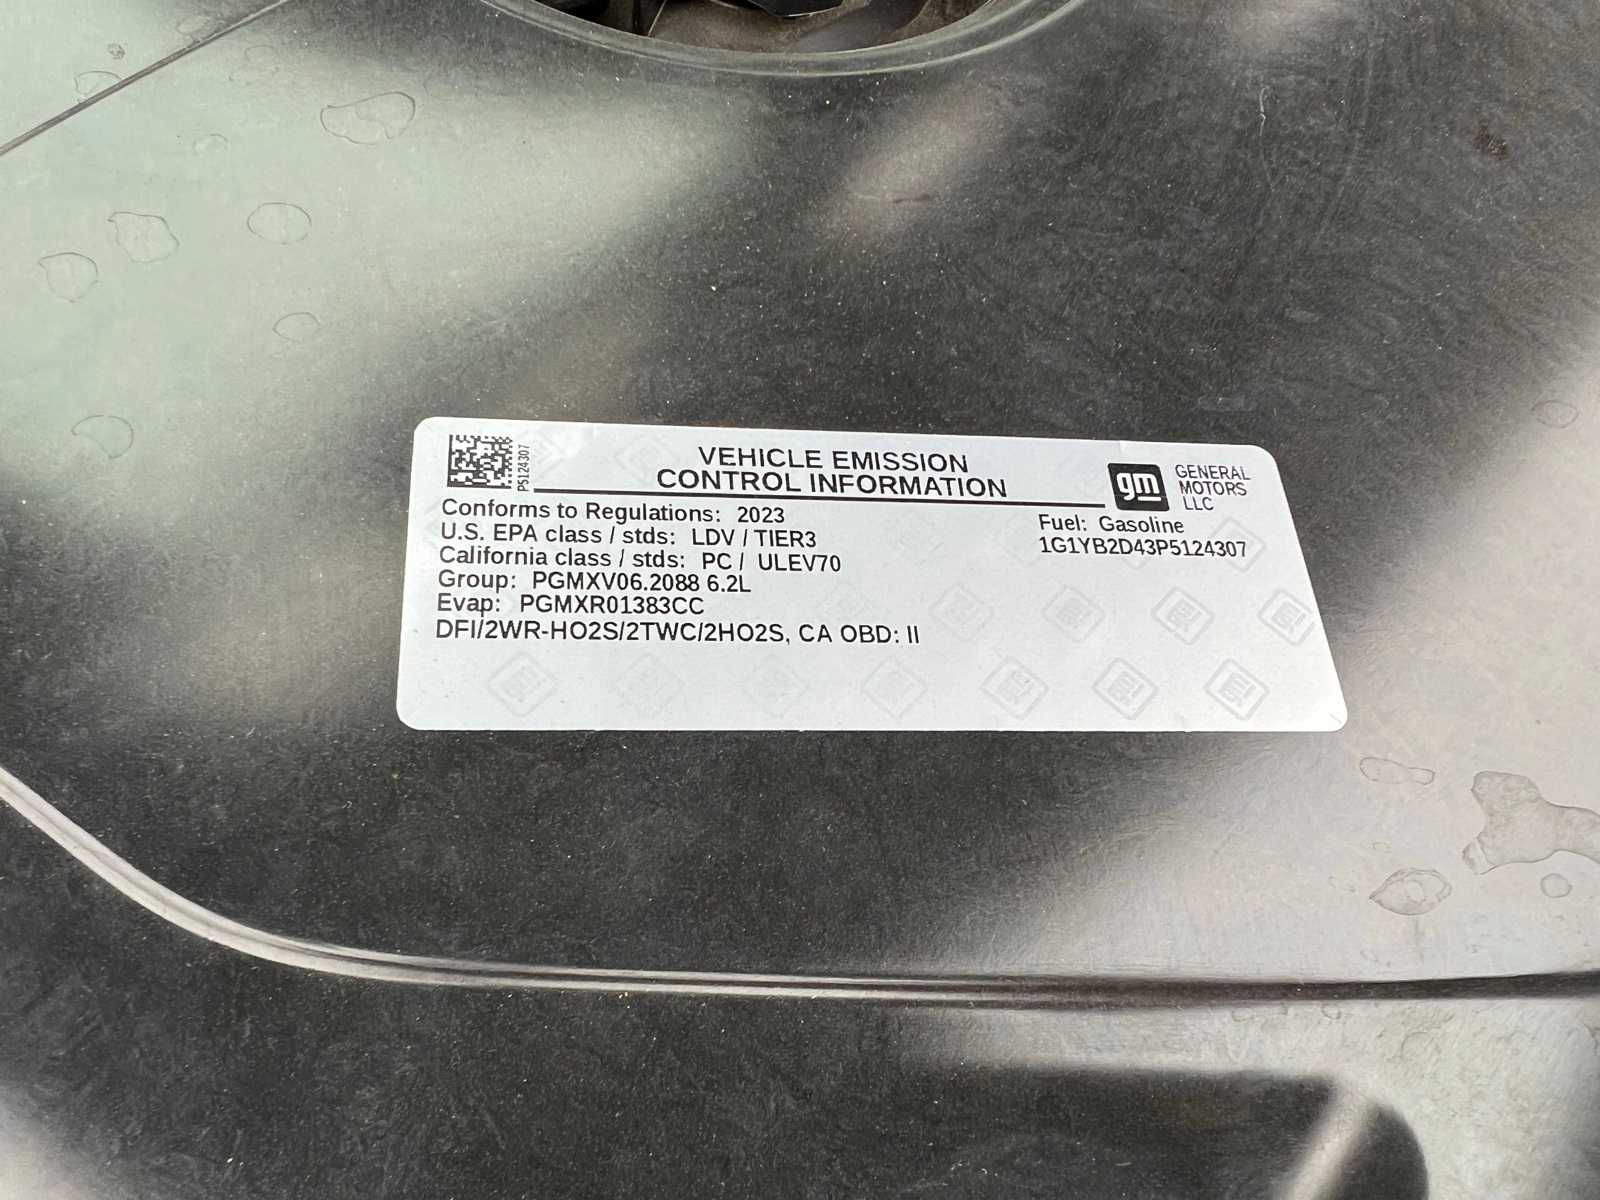 P5124307
VEHICLE EMISSION
CONTROL INFORMATION
gm
GENERAL
MOTORS
LLC
Conforms to Regulations: 2023
U.S. EPA class / stds: LDV / TIER3
California class / stds: PC / ULEV70
Group: PGMXV06.2088 6.2L
Evap: PGMXR01383CC
DFI/2WR-HO2S/2TWC/2HO2S, CA OBD: II
Fuel: Gasoline
1G1YB2D43P5124307